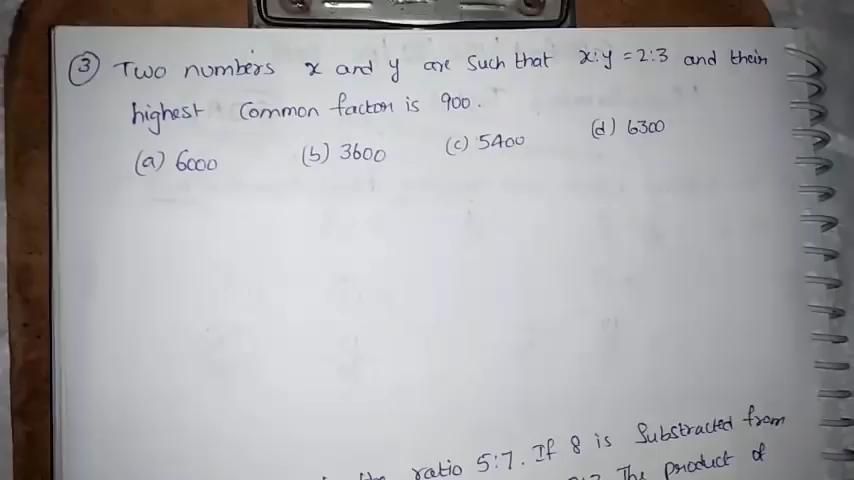 ③ Two numbers x and y are such that x:y = 2:3 and their
highest common factor is 900.
(a) 6000 (b) 3600 (c) 5400 (d) 6300
the ratio 5:7. If 8 is Substracted from
The product of